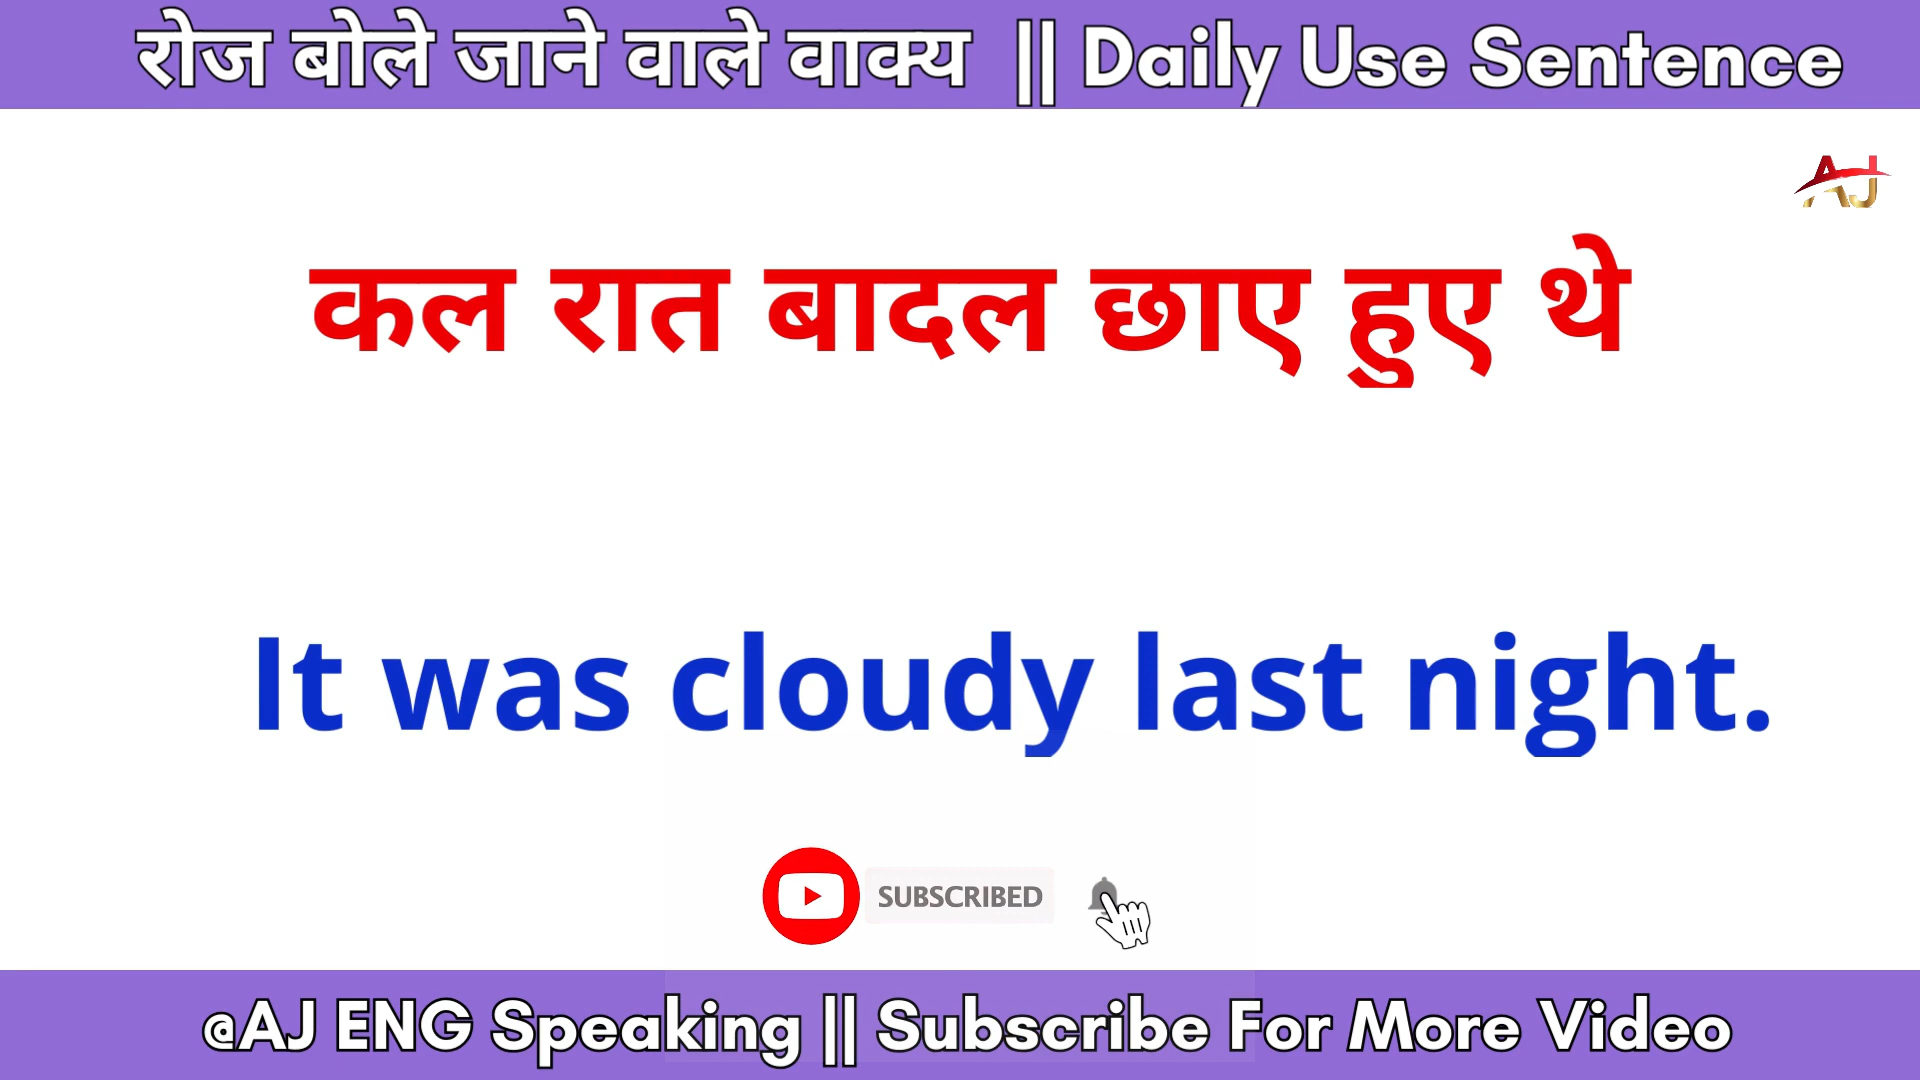 रोज बोले जाने वाले वाक्य || Daily Use Sentence
AJ
कल रात बादल छाए हुए थे
It was cloudy last night.
SUBSCRIBED
@AJ ENG Speaking || Subscribe For More Video